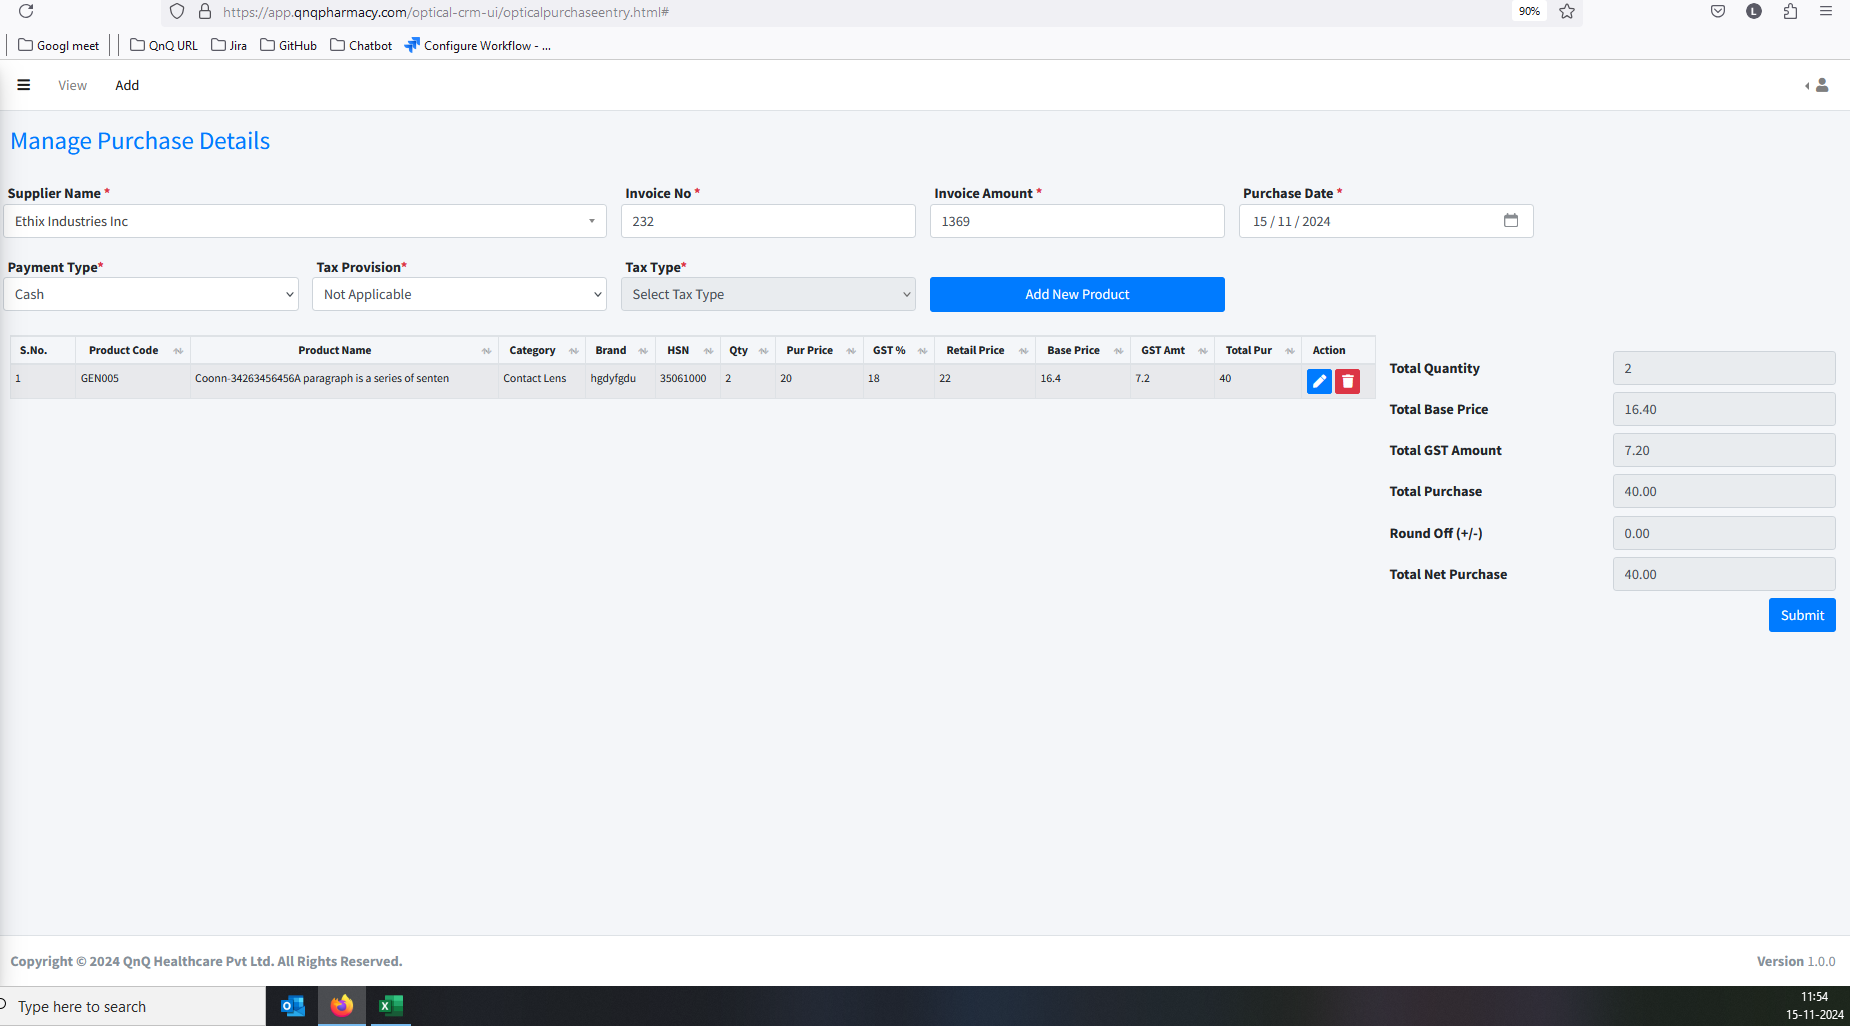 https://app.qnqpharmacy.com/optical-crm-ui/opticalpurchaseentry.html# 90% L
Googl meet QnQ URL Jira GitHub Chatbot Configure Workflow - ...
View Add
Manage Purchase Details
Supplier Name * Invoice No * Invoice Amount * Purchase Date *
Ethix Industries Inc 232 1369 15 / 11 / 2024
Payment Type* Tax Provision* Tax Type*
Cash Not Applicable Select Tax Type Add New Product
S.No. Product Code Product Name Category Brand HSN Qty Pur Price GST % Retail Price Base Price GST Amt Total Pur Action
1 GEN005 Coonn-34263456456A paragraph is a series of senten Contact Lens hgdyfgdu 35061000 2 20 18 22 16.4 7.2 40
Total Quantity 2
Total Base Price 16.40
Total GST Amount 7.20
Total Purchase 40.00
Round Off (+/-) 0.00
Total Net Purchase 40.00
Submit
Copyright © 2024 QnQ Healthcare Pvt Ltd. All Rights Reserved. Version 1.0.0
Type here to search
11:54
15-11-2024